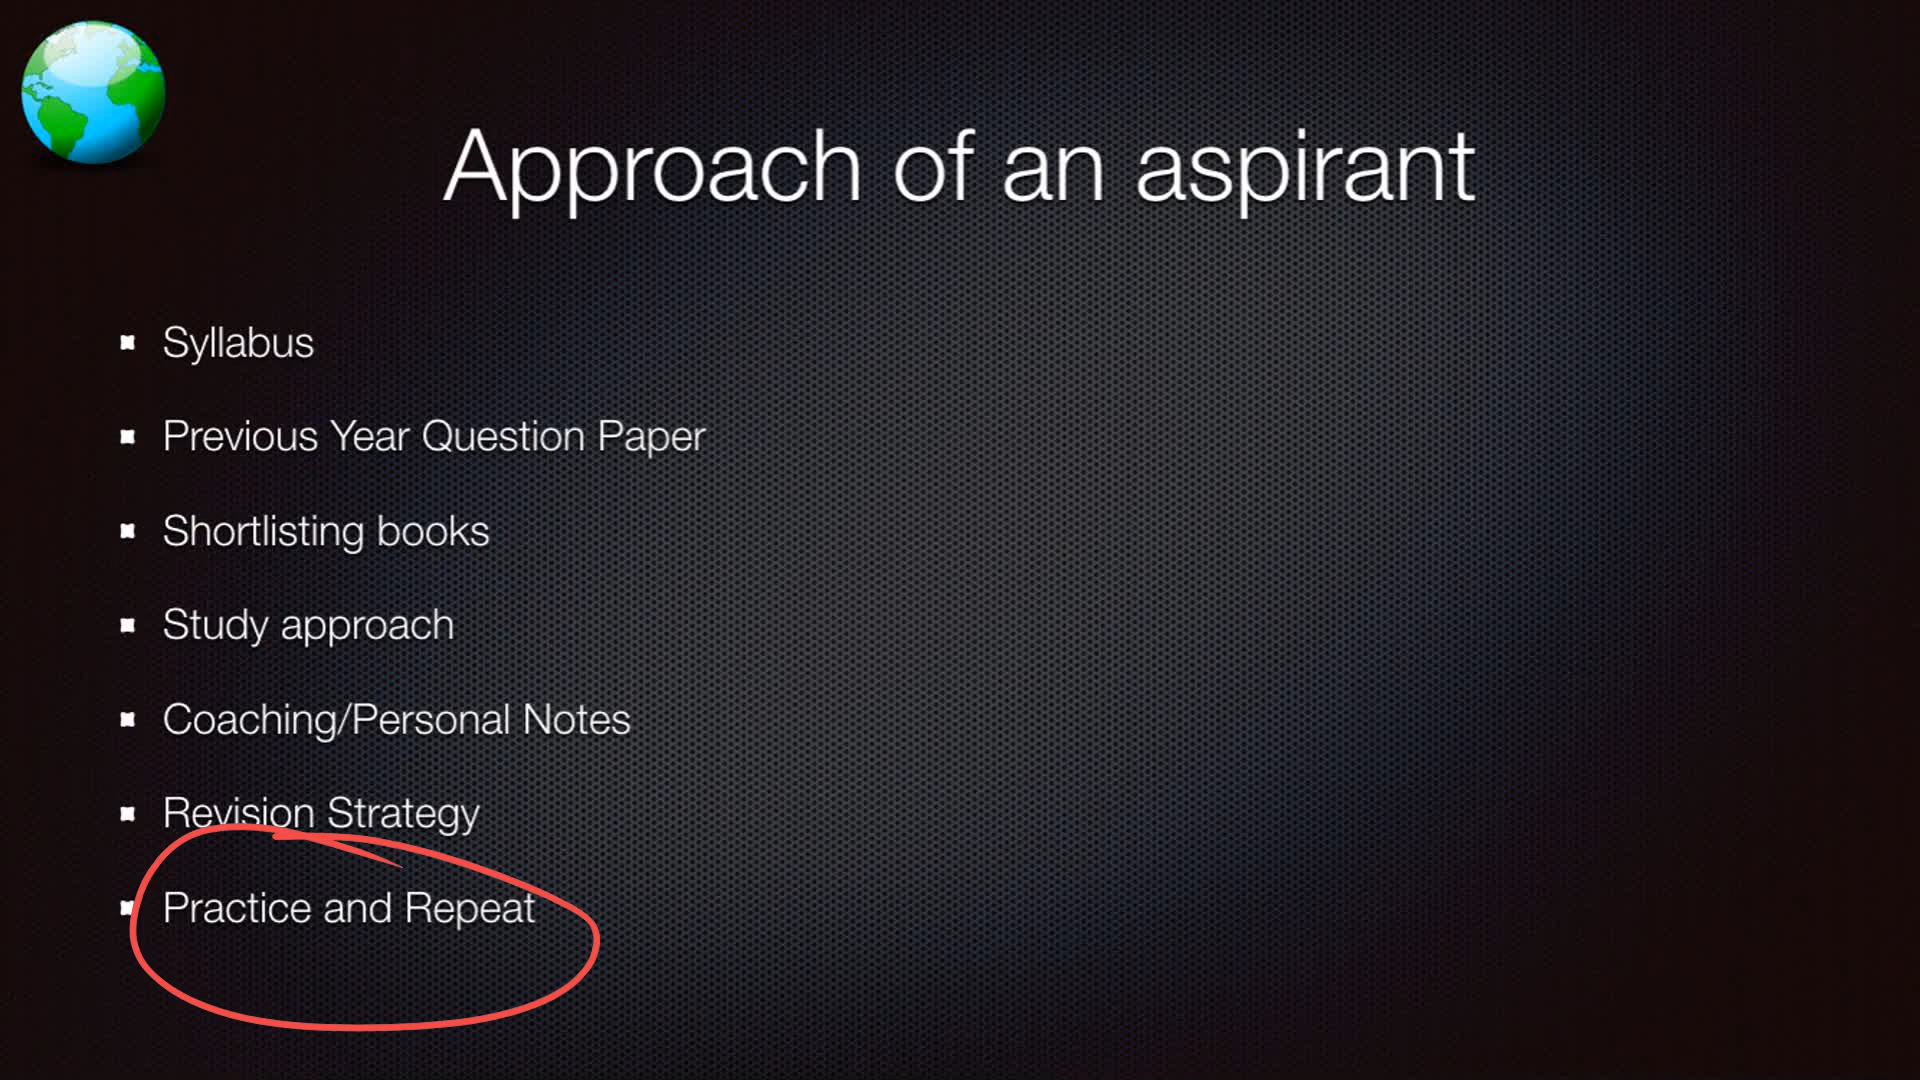 Approach of an aspirant
Syllabus
Previous Year Question Paper
Shortlisting books
Study approach
Coaching/Personal Notes
Revision Strategy
Practice and Repeat